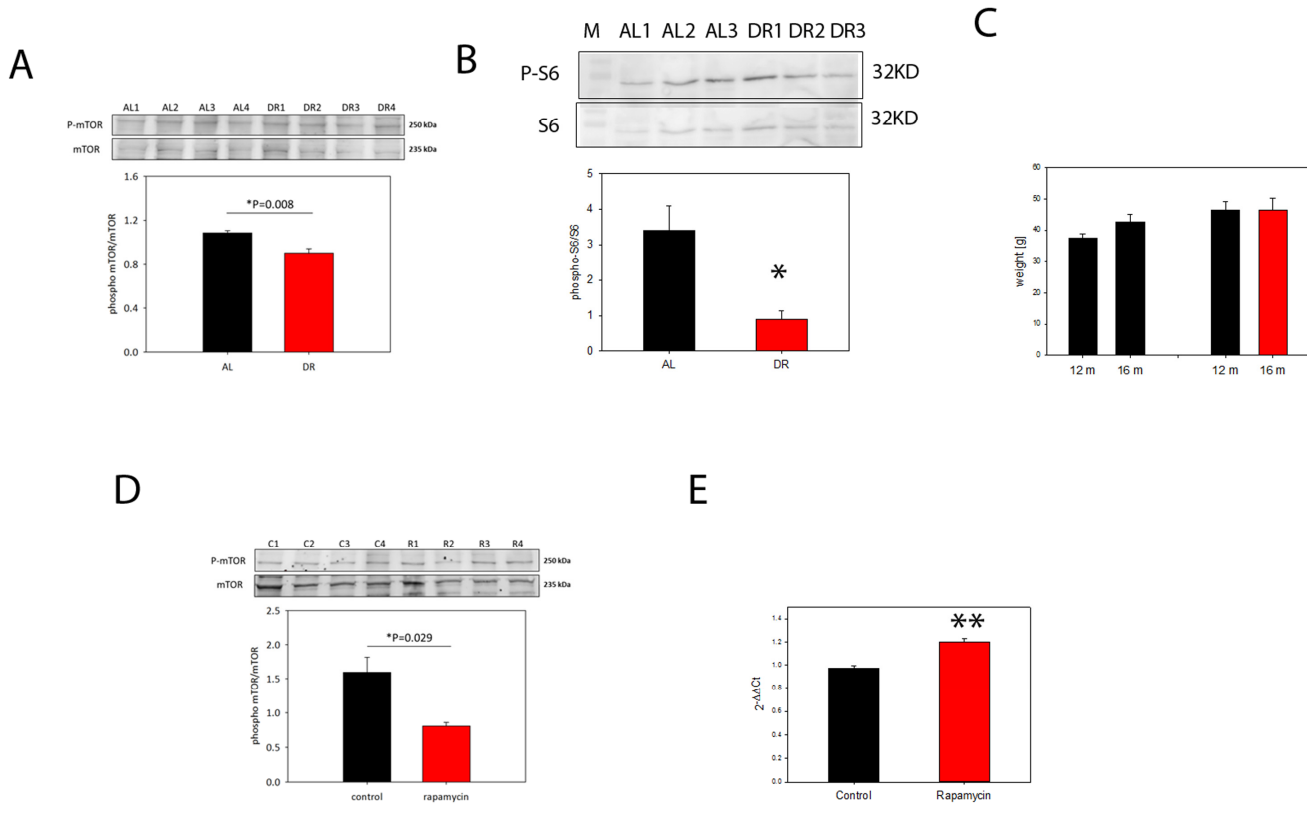 A
AL1 AL2 AL3 AL4 DR1 DR2 DR3 DR4
P-mTOR 250 kDa
mTOR 235 kDa
1.6
1.2
0.8
0.4
0.0
phospho mTOR/mTOR
*P=0.008
AL DR
B
M AL1 AL2 AL3 DR1 DR2 DR3
P-S6 32KD
S6 32KD
5
4
3
2
1
0
phospho-S6/S6
*
AL DR
C
60
50
40
30
20
10
0
weight [g]
12 m 16 m 12 m 16 m
D
C1 C2 C3 C4 R1 R2 R3 R4
P-mTOR 250 kDa
mTOR 235 kDa
2.5
2.0
1.5
1.0
0.5
0.0
phospho mTOR/mTOR
*P=0.029
control rapamycin
E
1.4
1.2
1.0
0.8
0.6
0.4
0.2
0.0
2-ΔΔCt
**
Control Rapamycin